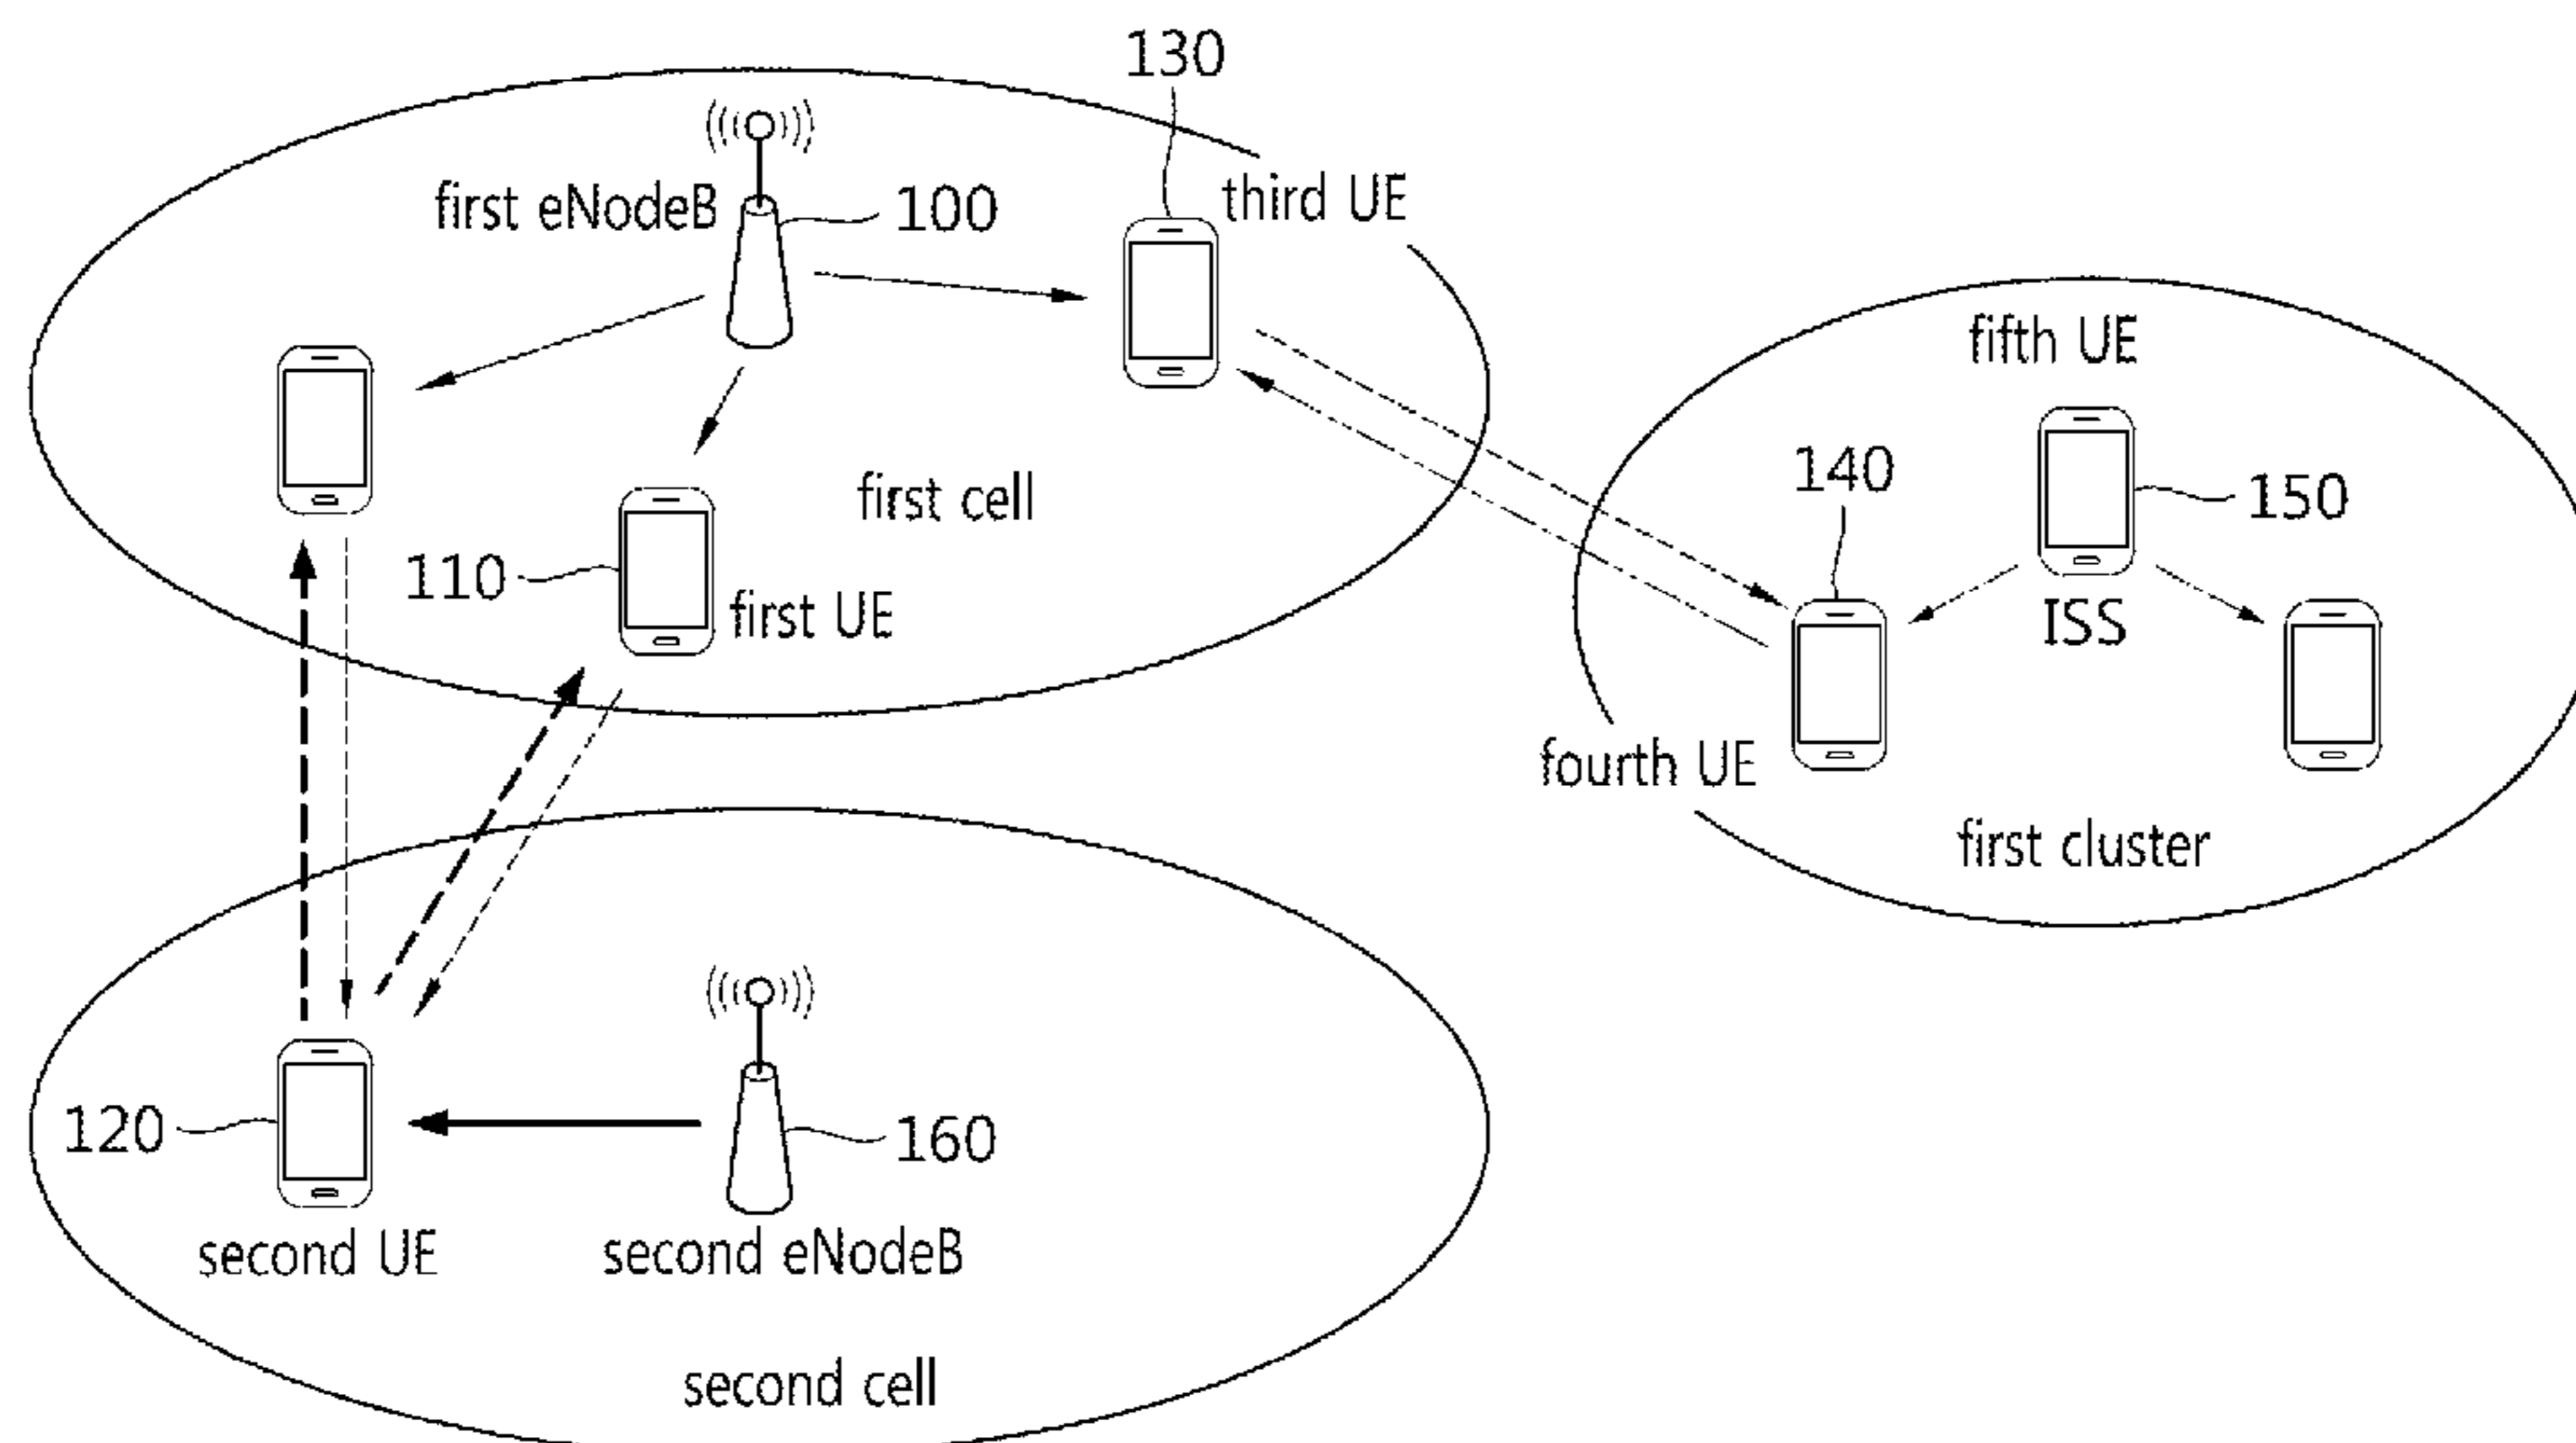 130
first eNodeB
100
third UE
fifth UE
140
150
first cell
110
first UE
ISS
fourth UE
first cluster
120
160
second UE
second eNodeB
second cell